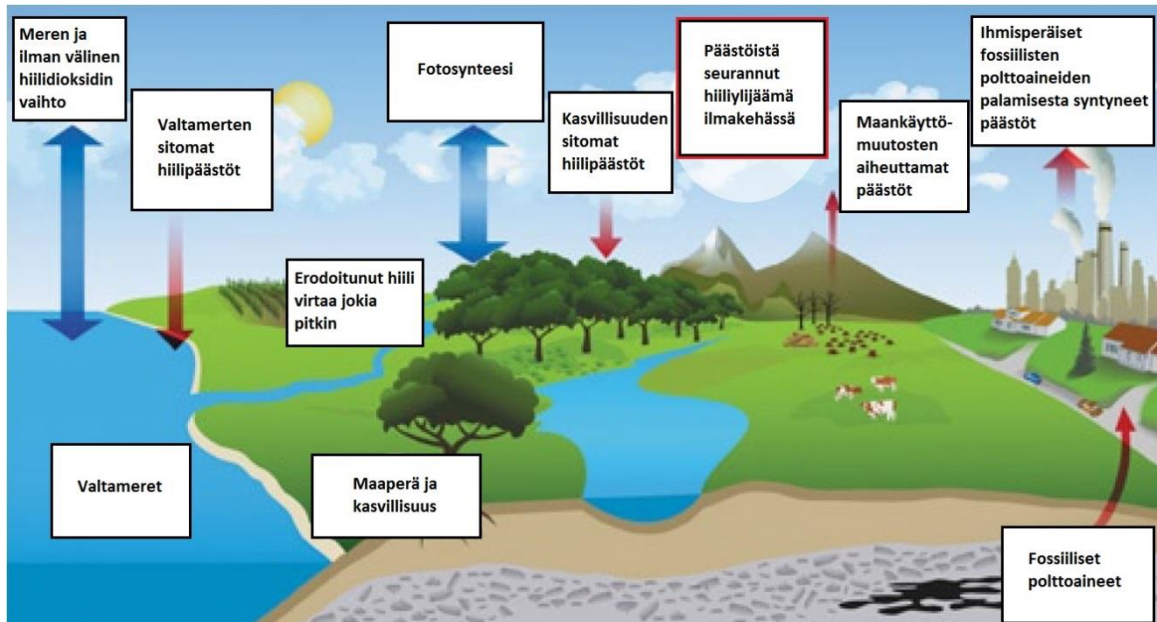 Meren ja
ilman välinen
hiilidioksidin
vaihto
Valtamerten
sitomat
hiilipäästöt
Fotosynteesi
Kasvillisuuden
sitomat
hiilipäästöt
Päästöistä
seurannut
hiiliylijäämä
ilmakehässä
Maankäyttö-
muutosten
aiheuttamat
päästöt
Ihmisperäiset
fossiilisten
polttoaineiden
palamisesta syntyneet
päästöt
Erodoitunut hiili
virtaa jokia
pitkin
Valtameret
Maaperä ja
kasvillisuus
Fossiiliset
polttoaineet